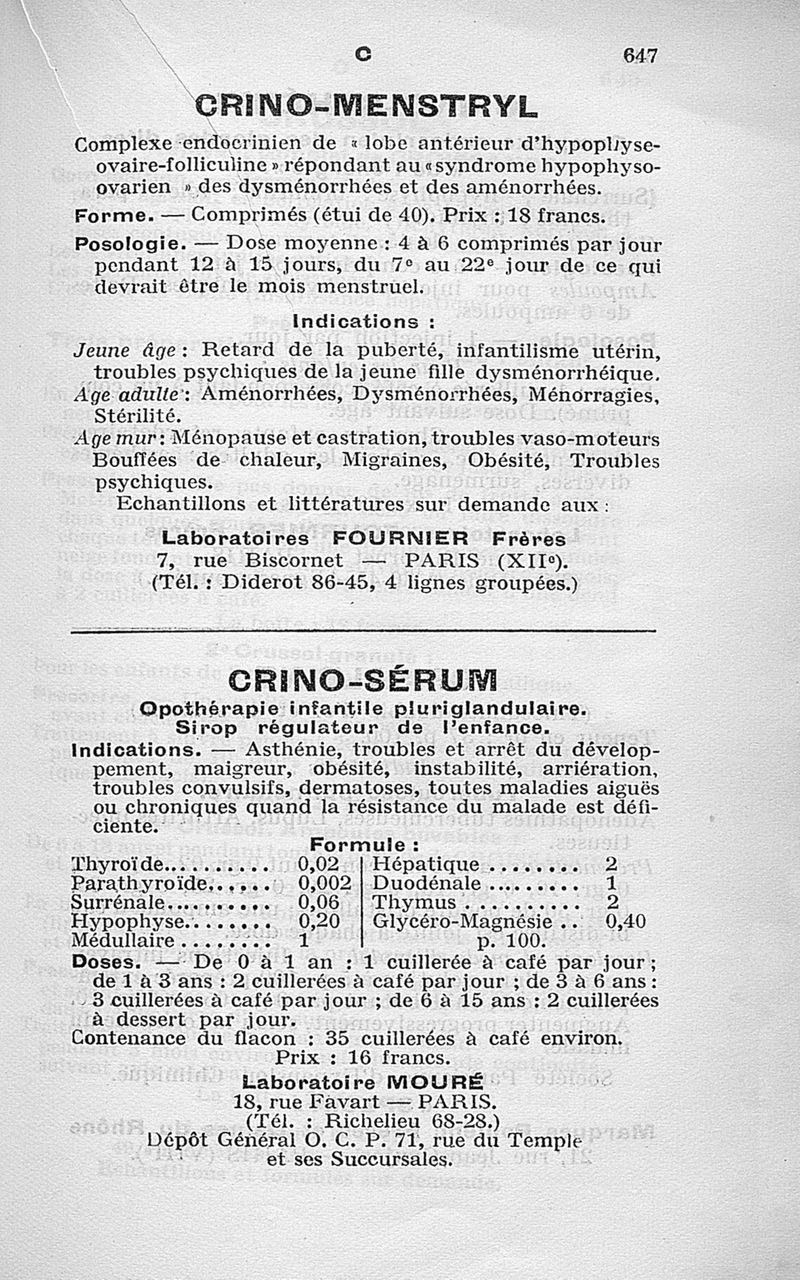 C 647
CRINO-MENSTRYL
Complexe endocrinien de « lobe antérieur d'hypophyse-
ovaire-folliculine » répondant au « syndrome hypophyso-
ovarien » des dysménorrhées et des aménorrhées.
Forme. — Comprimés (étui de 40). Prix : 18 francs.
Posologie. — Dose moyenne : 4 à 6 comprimés par jour
pendant 12 à 15 jours, du 7e au 22e jour de ce qui
devrait être le mois menstruel.
Indications :
Jeune âge : Retard de la puberté, infantilisme utérin,
troubles psychiques de la jeune fille dysménorrhéique.
Age adulte : Aménorrhées, Dysménorrhées, Ménorragies,
Stérilité.
Age mur : Ménopause et castration, troubles vaso-moteurs
Bouffées de chaleur, Migraines, Obésité, Troubles
psychiques.
Echantillons et littératures sur demande aux :
Laboratoires FOURNIER Frères
7, rue Biscornet — PARIS (XIIe).
(Tél. : Diderot 86-45, 4 lignes groupées.)
CRINO-SÉRUM
Opothérapie infantile pluriglandulaire.
Sirop régulateur de l'enfance.
Indications. — Asthénie, troubles et arrêt du dévelop-
pement, maigreur, obésité, instabilité, arriération,
troubles convulsifs, dermatoses, toutes maladies aiguës
ou chroniques quand la résistance du malade est défi-
ciente.
Formule :
Thyroïde........... 0,02 Hépatique......... 2
Parathyroïde...... 0,002 Duodénale ......... 1
Surrénale.......... 0,06 Thymus .......... 2
Hypophyse........ 0,20 Glycéro-Magnésie .. 0,40
Médullaire ........ 1 p. 100.
Doses. — De 0 à 1 an : 1 cuillerée à café par jour ;
de 1 à 3 ans : 2 cuillerées à café par jour ; de 3 à 6 ans :
3 cuillerées à café par jour ; de 6 à 15 ans : 2 cuillerées
à dessert par jour.
Contenance du flacon : 35 cuillerées à café environ.
Prix : 16 francs.
Laboratoire MOURÉ
18, rue Favart — PARIS.
(Tél. : Richelieu 68-28.)
Dépôt Général O. C. P. 71, rue du Temple
et ses Succursales.